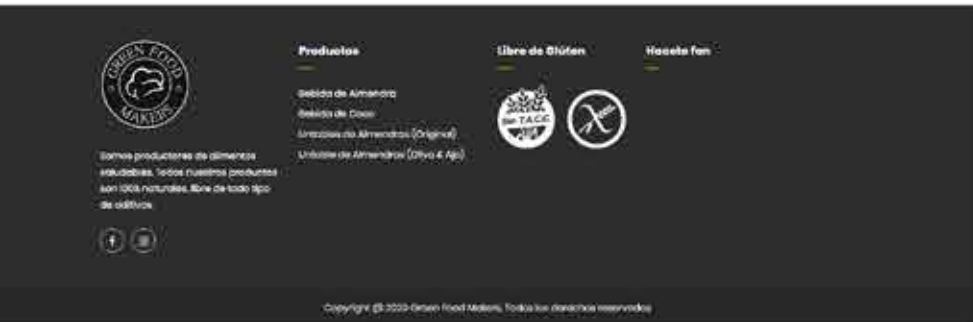 GREEN FOOD
MAKERS
Somos productores de alimentos
saludables. Todos nuestros productos
son 100% naturales, libre de todo tipo
de aditivos
Productos
Bebida de Almendra
Bebida de Coco
Untables de Almendras (Original)
Untable de Almendras (Oliva & Ajo)
Libre de Glúten
Sin T.A.C.C.
Hacete fan
Copyright @ 2020 Green Food Makers, Todos los derechos reservados